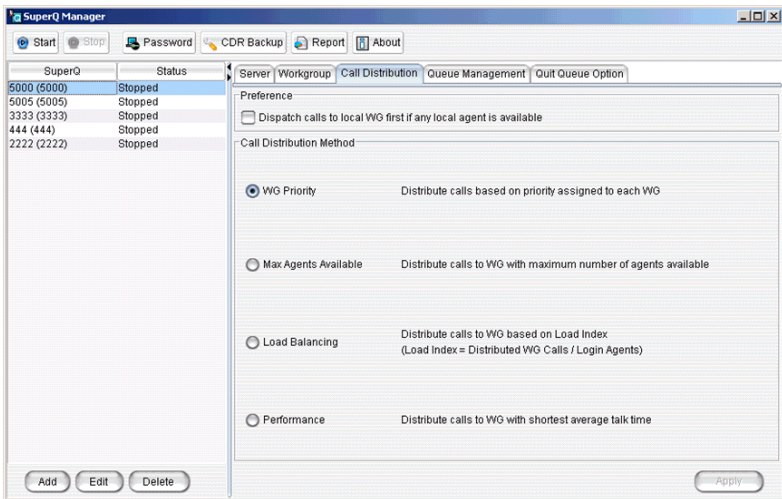 SuperQ Manager
Start Stop Password CDR Backup Report About
SuperQ Status
5000 (5000) Stopped
5005 (5005) Stopped
3333 (3333) Stopped
444 (444) Stopped
2222 (2222) Stopped
Add Edit Delete
Server Workgroup Call Distribution Queue Management Quit Queue Option
Preference
Dispatch calls to local WG first if any local agent is available
Call Distribution Method
WG Priority Distribute calls based on priority assigned to each WG
Max Agents Available Distribute calls to WG with maximum number of agents available
Load Balancing Distribute calls to WG based on Load Index
(Load Index = Distributed WG Calls / Login Agents)
Performance Distribute calls to WG with shortest average talk time
Apply